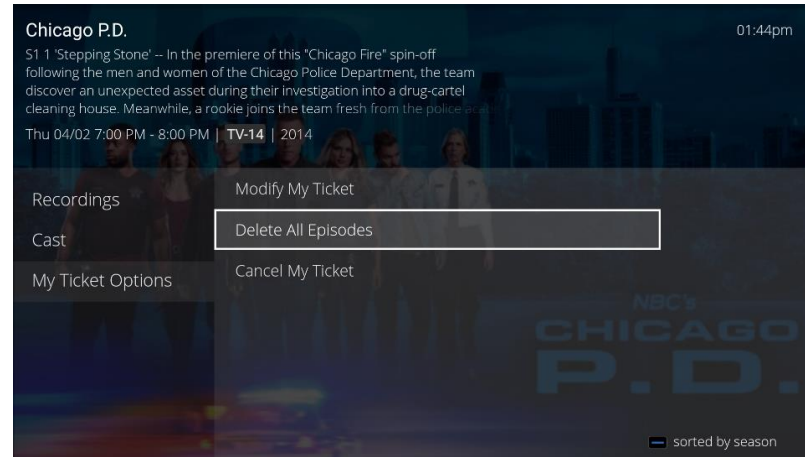 Chicago P.D.
01:44pm
S1 1 'Stepping Stone' -- In the premiere of this "Chicago Fire" spin-off
following the men and women of the Chicago Police Department, the team
discover an unexpected asset during their investigation into a drug-cartel
cleaning house. Meanwhile, a rookie joins the team fresh from the police
Thu 04/02 7:00 PM - 8:00 PM | TV-14 | 2014
Recordings
Cast
My Ticket Options
Modify My Ticket
Delete All Episodes
Cancel My Ticket
NBC's
CHICAGO
P.D.
sorted by season